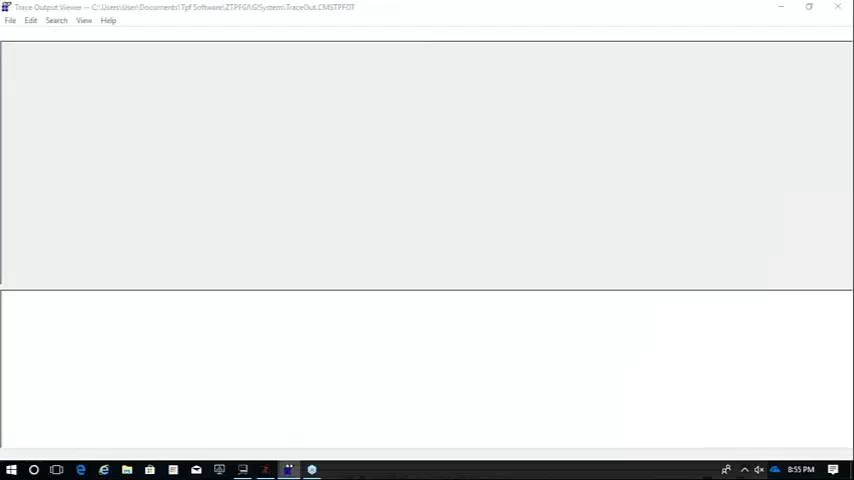 Trace Output Viewer -- C:\Users\User\Documents\Tpf Software\ZTPFGI\GISystem\TraceOut.CMSTPFOT
File Edit Search View Help
8:55 PM